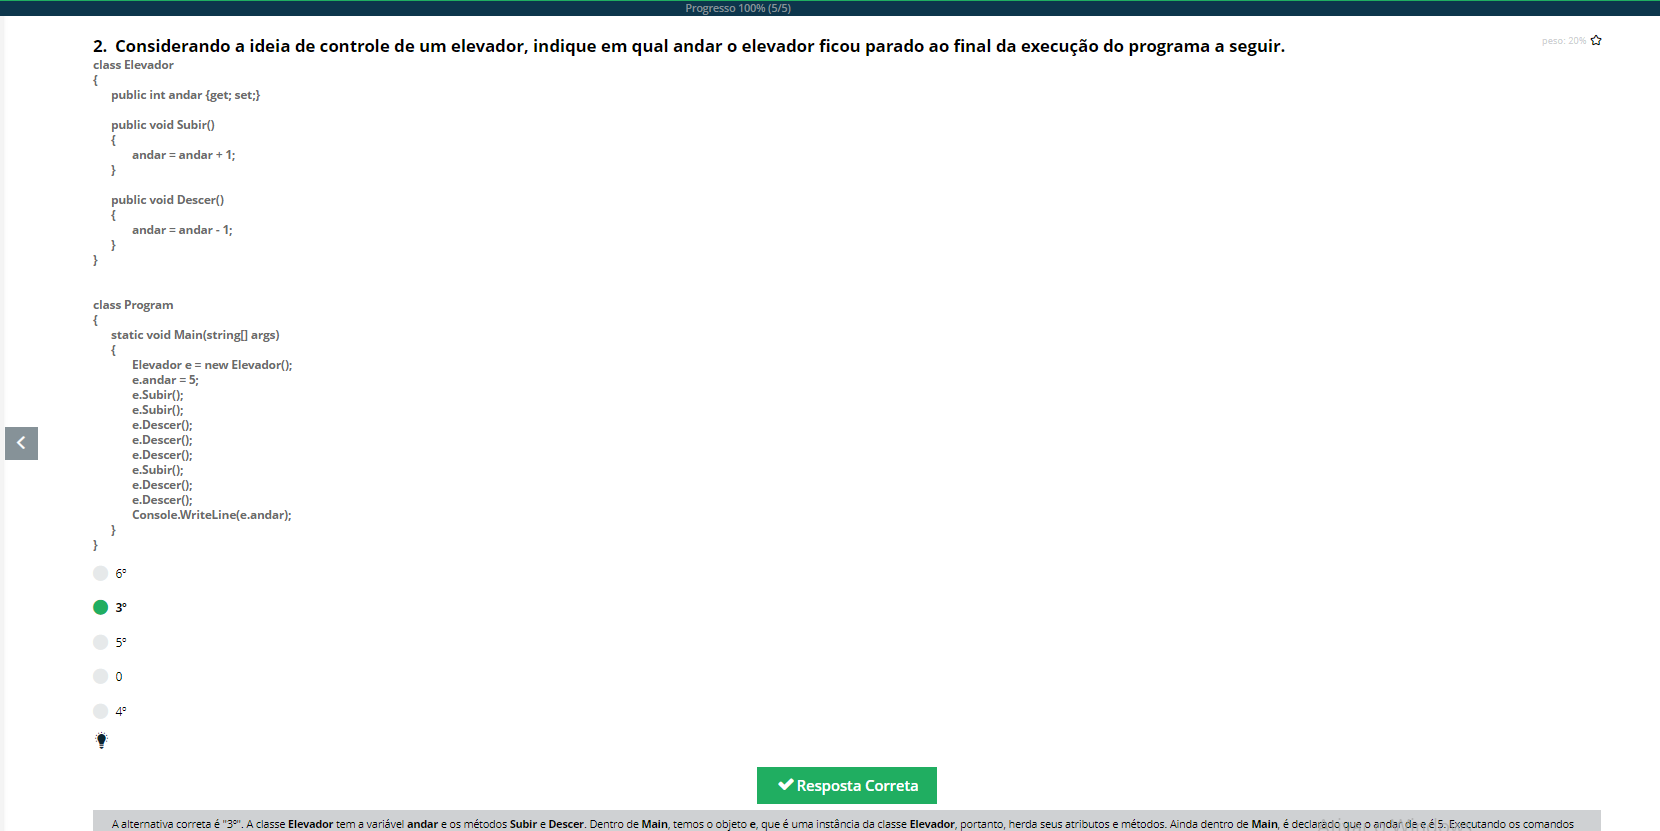 Progresso 100% (5/5)
2. Considerando a ideia de controle de um elevador, indique em qual andar o elevador ficou parado ao final da execução do programa a seguir.
peso: 20%
class Elevador
{
public int andar {get; set;}
public void Subir()
{
andar = andar + 1;
}
public void Descer()
{
andar = andar - 1;
}
}
class Program
{
static void Main(string[] args)
{
Elevador e = new Elevador();
e.andar = 5;
e.Subir();
e.Subir();
e.Descer();
e.Descer();
e.Descer();
e.Subir();
e.Descer();
e.Descer();
Console.WriteLine(e.andar);
}
}
6º
3º
5º
0
4º
Resposta Correta
A alternativa correta é "3º". A classe Elevador tem a variável andar e os métodos Subir e Descer. Dentro de Main, temos o objeto e, que é uma instância da classe Elevador, portanto, herda seus atributos e métodos. Ainda dentro de Main, é declarado que o andar de e é 5. Executando os comandos